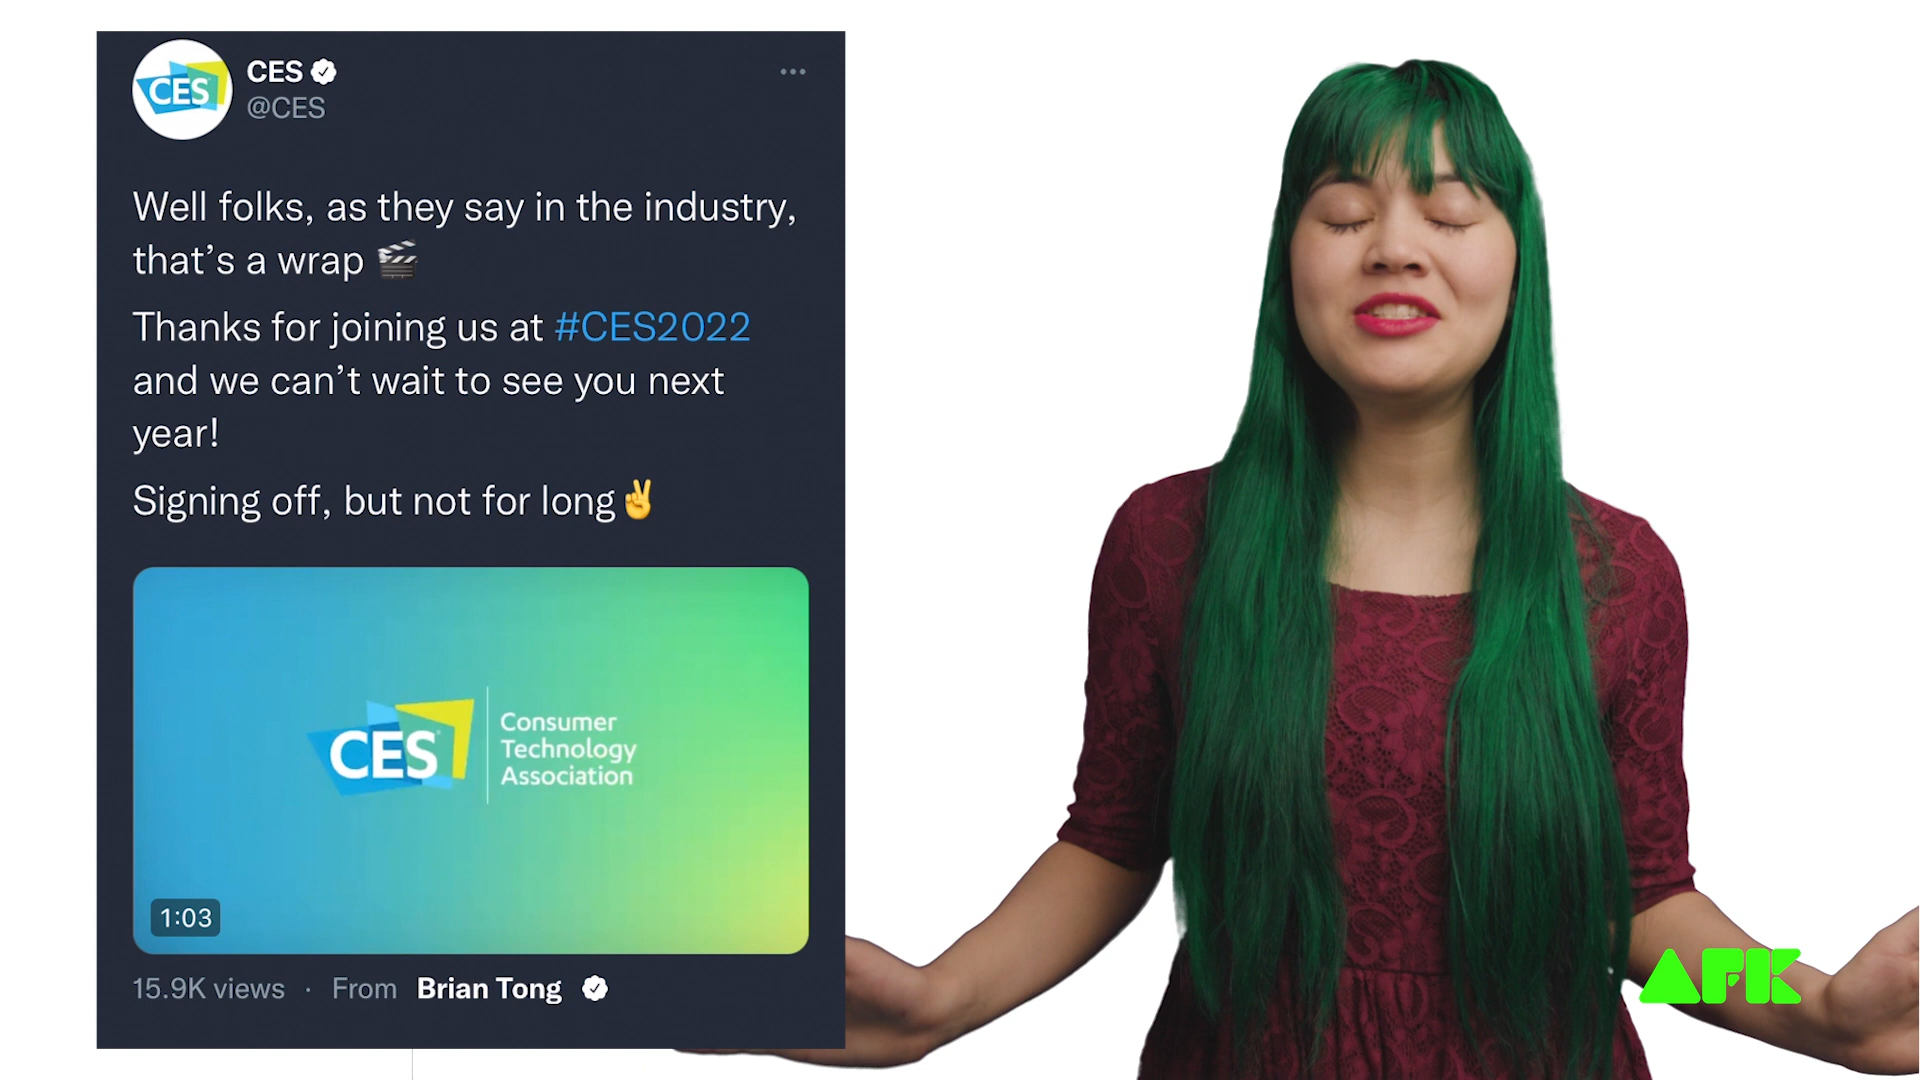 CES
CES
@CES
Well folks, as they say in the industry,
that’s a wrap 🎬
Thanks for joining us at #CES2022
and we can’t wait to see you next
year!
Signing off, but not for long✌️
CES
Consumer
Technology
Association
1:03
15.9K views · From Brian Tong
AFK